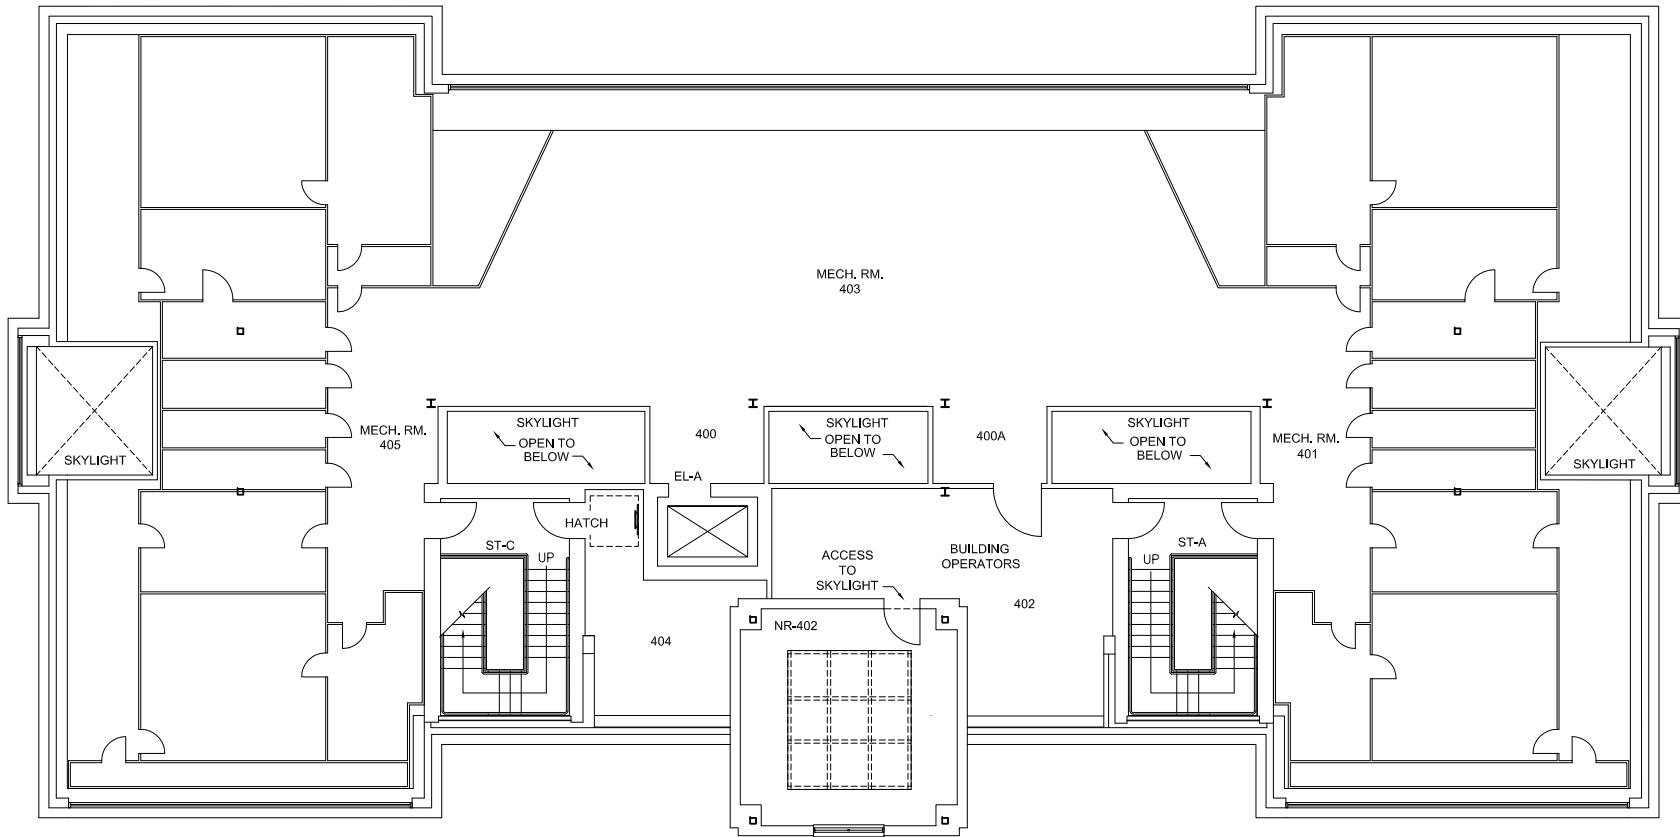 MECH. RM.
403
SKYLIGHT
OPEN TO
BELOW
400
SKYLIGHT
OPEN TO
BELOW
400A
SKYLIGHT
OPEN TO
BELOW
MECH. RM.
405
MECH. RM.
401
SKYLIGHT
SKYLIGHT
EL-A
HATCH
ST-C
UP
ACCESS
TO
SKYLIGHT
BUILDING
OPERATORS
402
ST-A
UP
404
NR-402